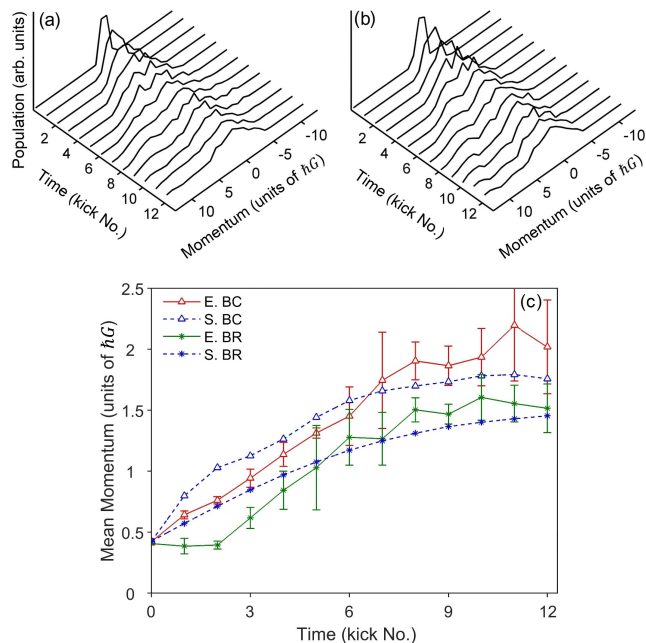 (a)
Population (arb. units)
2
4
6
8
10
12
Time (kick No.)
10
5
0
-5
-10
Momentum (units of ℏG)
(b)
Population (arb. units)
2
4
6
8
10
12
Time (kick No.)
10
5
0
-5
-10
Momentum (units of ℏG)
(c)
E. BC
S. BC
E. BR
S. BR
Mean Momentum (units of ℏG)
2.5
2
1.5
1
0.5
0
0
3
6
9
12
Time (kick No.)